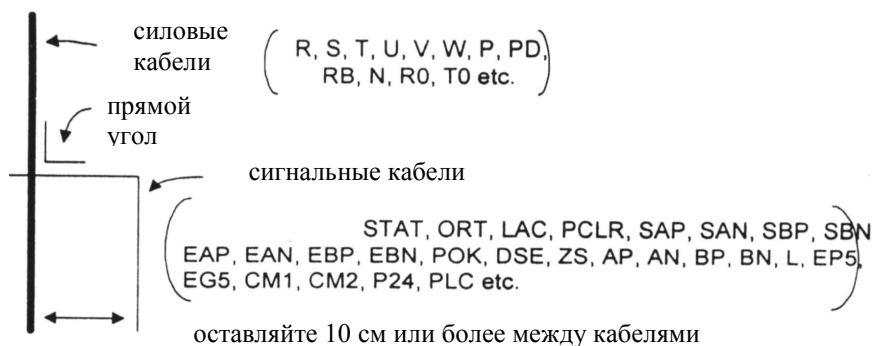 силовые
кабели
( R, S, T, U, V, W, P, PD,
RB, N, R0, T0 etc. )
прямой
угол
сигнальные кабели
( STAT, ORT, LAC, PCLR, SAP, SAN, SBP, SBN
EAP, EAN, EBP, EBN, POK, DSE, ZS, AP, AN, BP, BN, L, EP5,
EG5, CM1, CM2, P24, PLC etc. )
оставляйте 10 см или более между кабелями